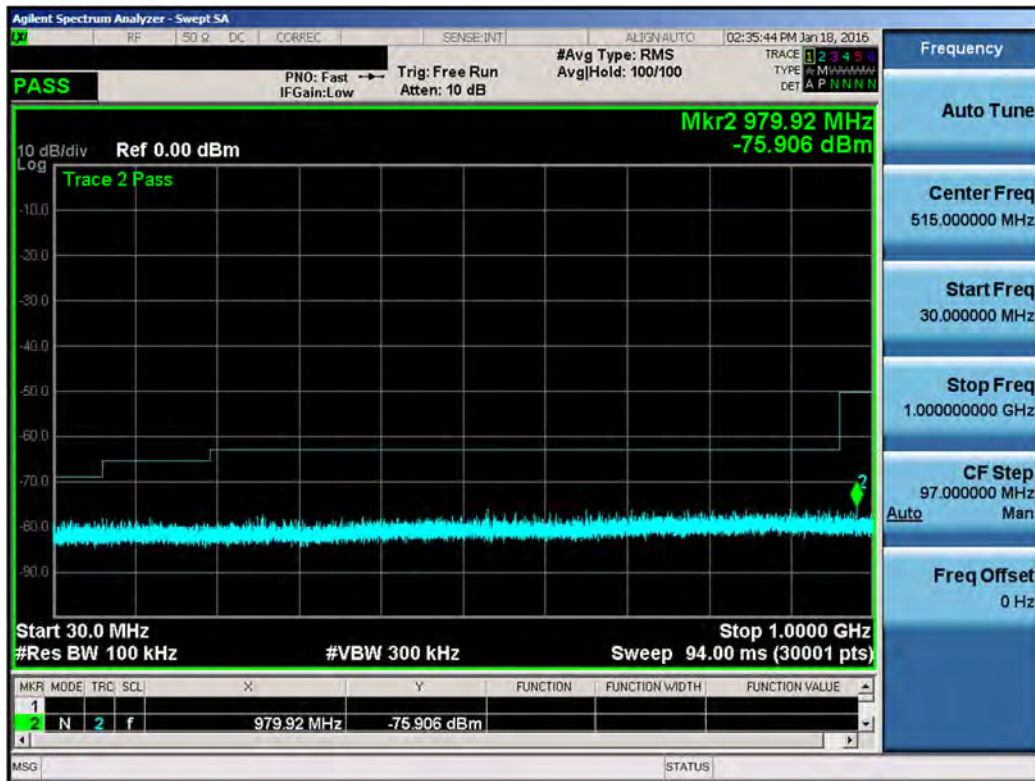 Agilent Spectrum Analyzer - Swept SA
RF 50 Ω DC CORREC SENSE:INT ALIGN AUTO 02:35:44 PM Jan 18, 2016
PASS
PNO: Fast
IFGain:Low
Trig: Free Run
Atten: 10 dB
#Avg Type: RMS
Avg|Hold: 100/100
TRACE 1 2 3 4 5 6
TYPE A M W W W W W
DET A P N N N N
Mkr2 979.92 MHz
-75.906 dBm
10 dB/div Ref 0.00 dBm
Log
Trace 2 Pass
-10.0
-20.0
-30.0
-40.0
-50.0
-60.0
-70.0
2
-80.0
-90.0
Start 30.0 MHz Stop 1.0000 GHz
#Res BW 100 kHz #VBW 300 kHz Sweep 94.00 ms (30001 pts)
MKR MODE TRC SCL X Y FUNCTION FUNCTION WIDTH FUNCTION VALUE
1
2 N 2 f 979.92 MHz -75.906 dBm
MSG STATUS
Frequency
Auto Tune
Center Freq
515.000000 MHz
Start Freq
30.000000 MHz
Stop Freq
1.000000000 GHz
CF Step
97.000000 MHz
Auto Man
Freq Offset
0 Hz